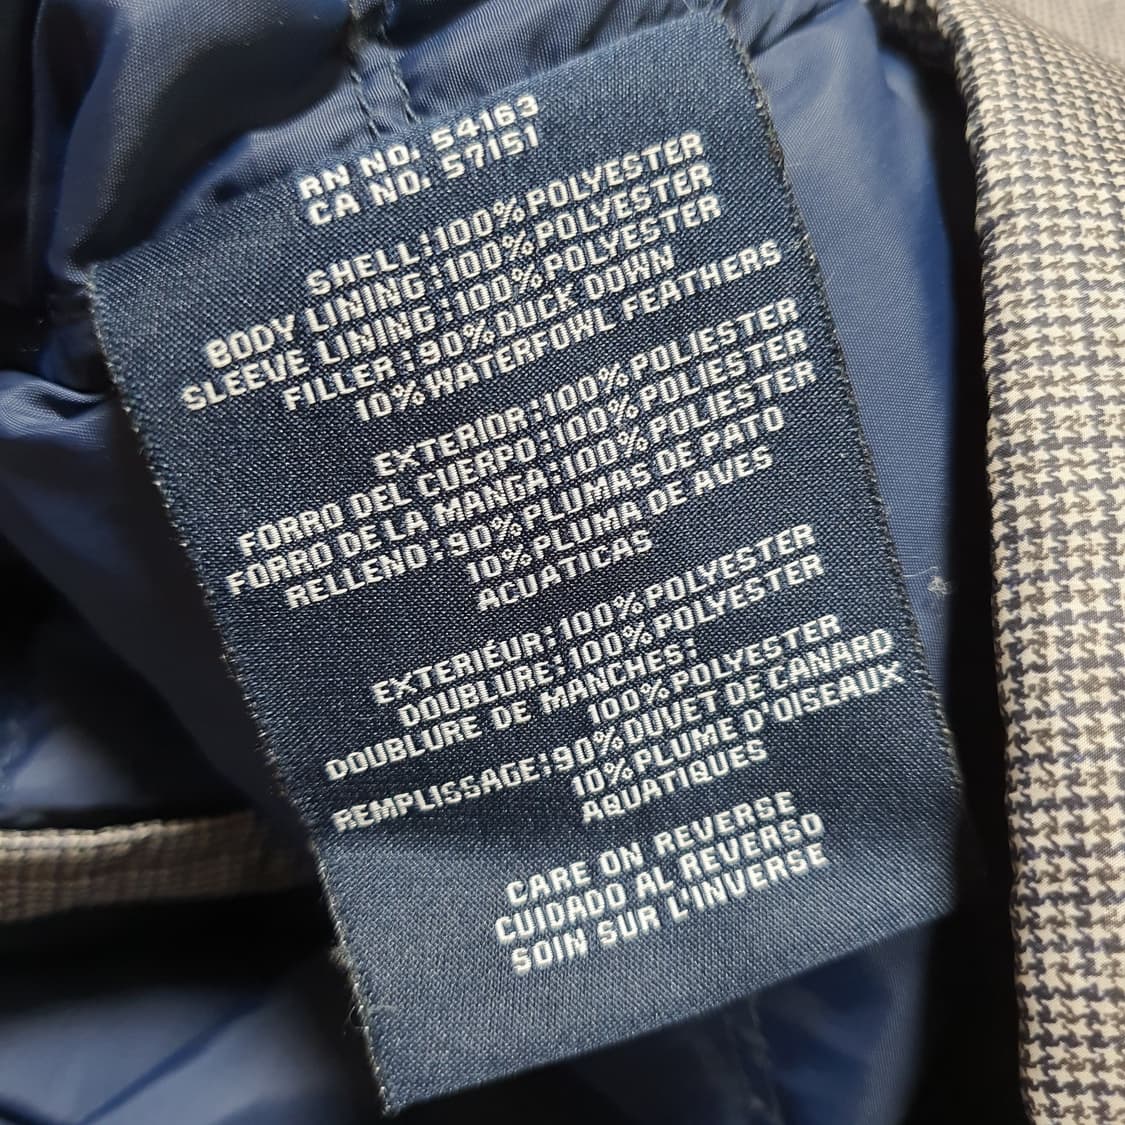 RN NO. 54163
CA NO. 57151
SHELL:100%POLYESTER
BODY LINING:100%POLYESTER
SLEEVE LINING:100%POLYESTER
FILLER:90%DUCK DOWN
10%WATERFOWL FEATHERS
EXTERIOR:100%POLIESTER
FORRO DEL CUERPO:100%POLIESTER
FORRO DE LA MANGA:100%POLIESTER
RELLENO:90%PLUMAS DE PATO
10%PLUMA DE AVES
ACUATICAS
EXTERIÉUR:100%POLYESTER
DOUBLURE:100%POLYESTER
DOUBLURE DE MANCHES:
100%POLYESTER
REMPLISSAGE:90%DUVET DE CANARD
10%PLUME D'OISEAUX
AQUATIQUES
CARE ON REVERSE
CUIDADO AL REVERSO
SOIN SUR L'INVERSE